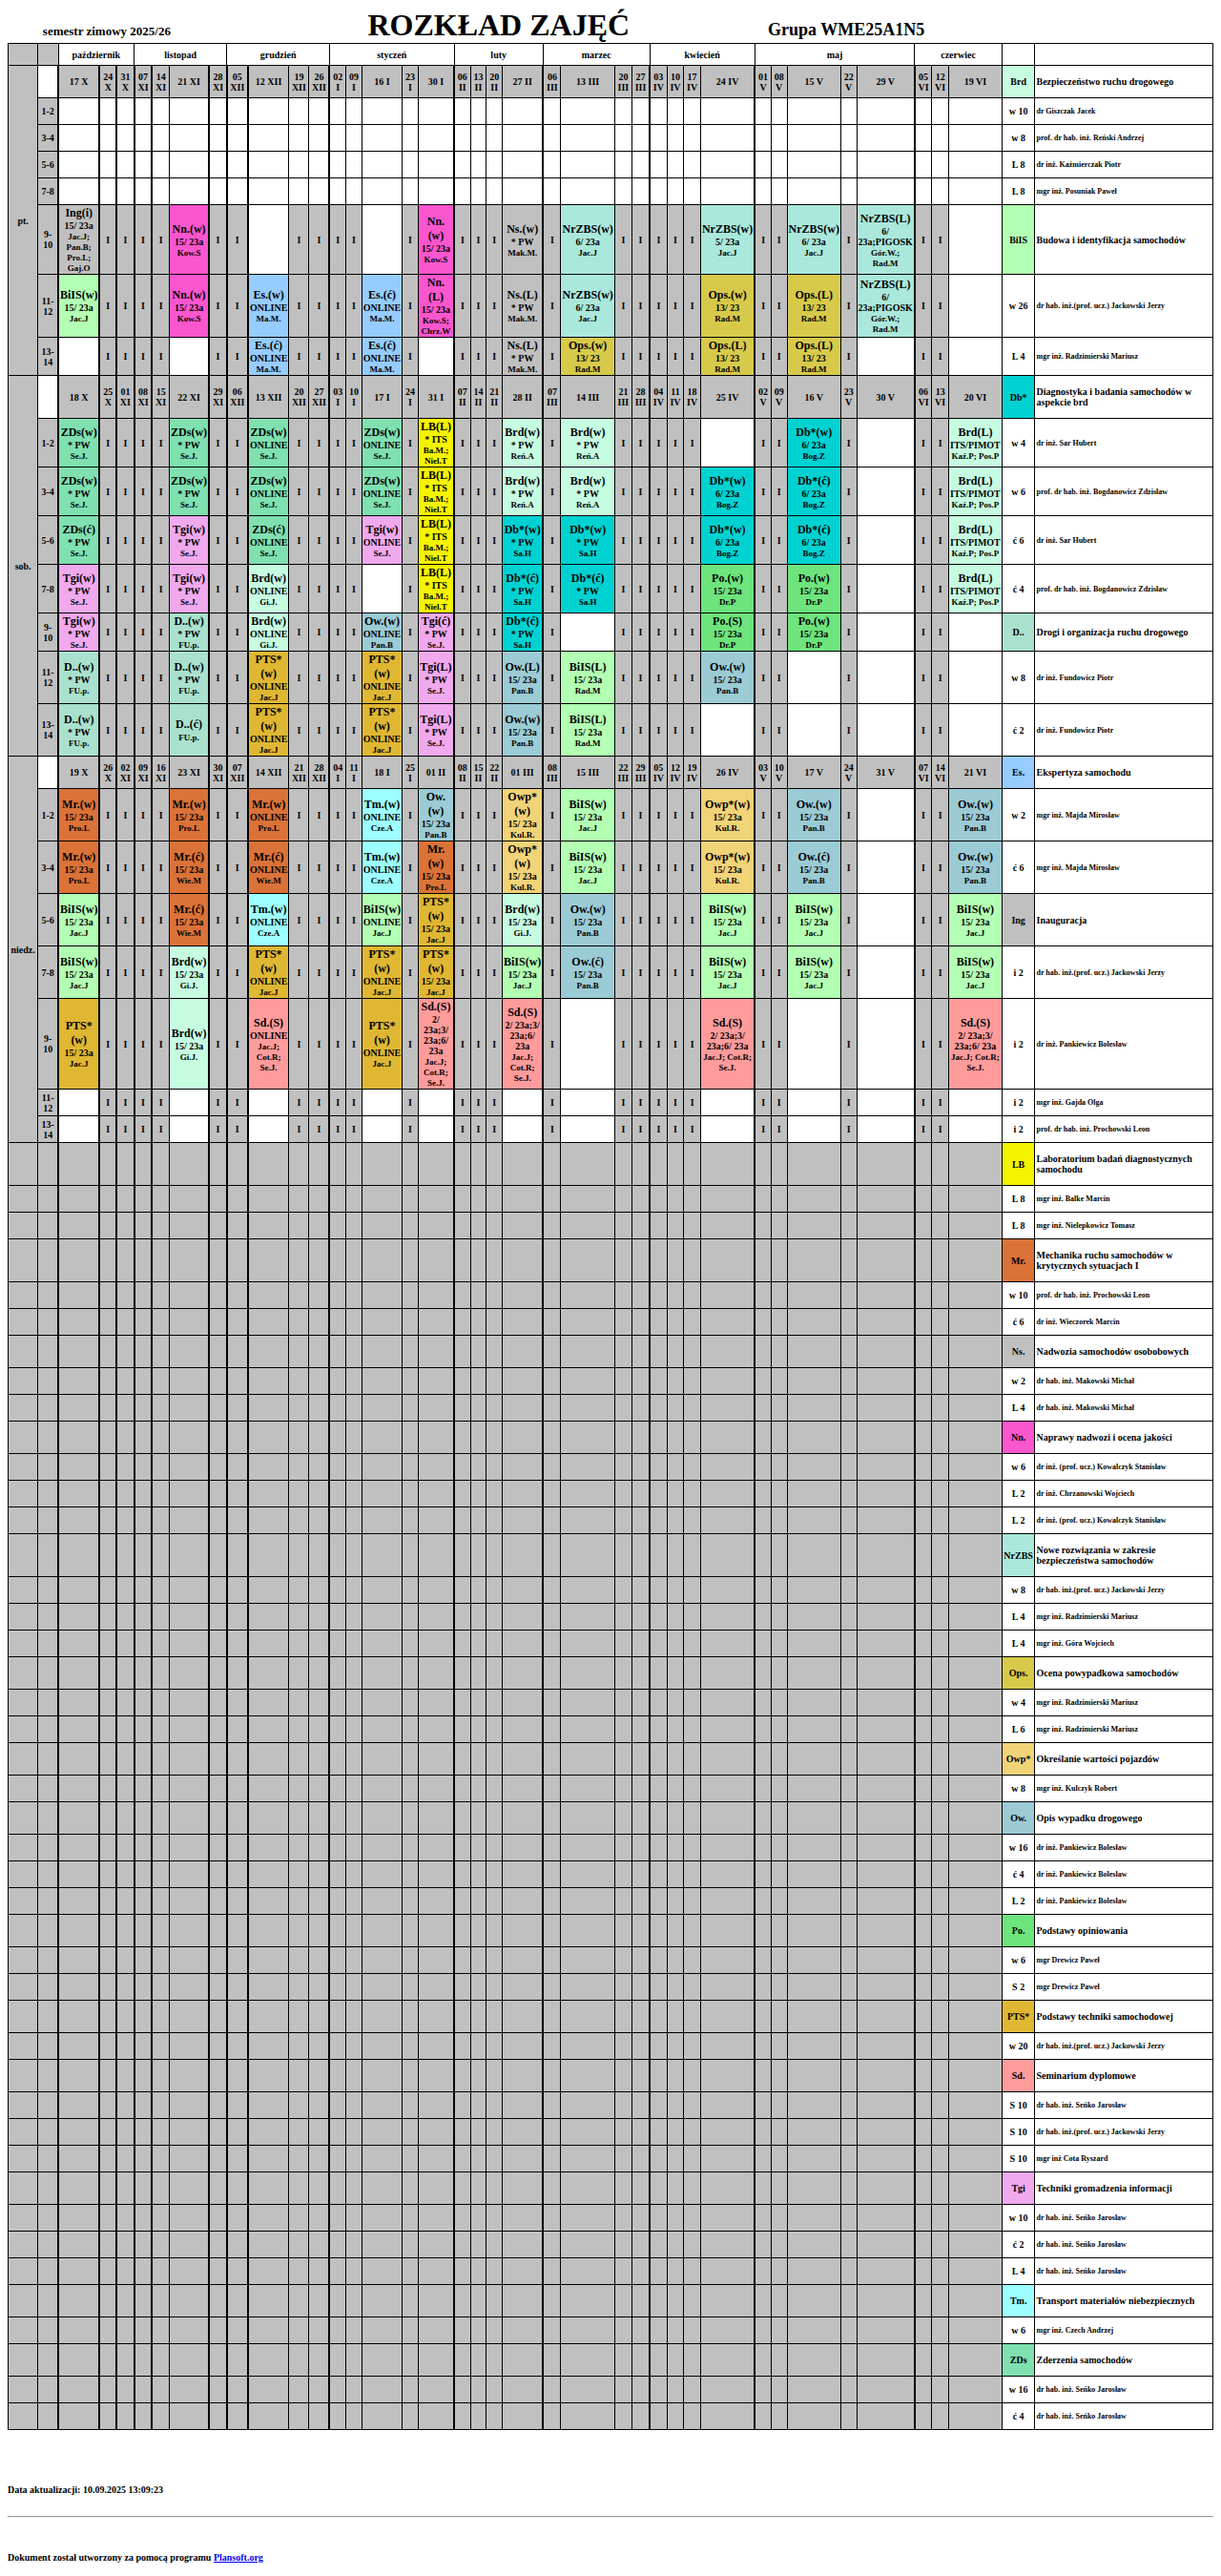 semestr zimowy 2025/26 ROZKŁAD ZAJĘĆ Grupa WME25A1N5
październik listopad grudzień styczeń luty marzec kwiecień maj czerwiec
17 X 24 X 31 X 07 XI 14 XI 21 XI 28 XI 05 XII 12 XII 19 XII 26 XII 02 I 09 I 16 I 23 I 30 I 06 II 13 II 20 II 27 II 06 III 13 III 20 III 27 III 03 IV 10 IV 17 IV 24 IV 01 V 08 V 15 V 22 V 29 V 05 VI 12 VI 19 VI Brd Bezpieczeństwo ruchu drogowego
pt.
1-2 w 10 dr Giszczak Jacek
3-4 w 8 prof. dr hab. inż. Reński Andrzej
5-6 L 8 dr inż. Kaźmierczak Piotr
7-8 L 8 mgr inż. Posuniak Paweł
9-10 Ing(i) 15/ 23a Jac.J; Pan.B; Pro.L; Gaj.O I I I I Nn.(w) 15/ 23a Kow.S I I I I I I I Nn.(w) 15/ 23a Kow.S I I I Ns.(w) * PW Mak.M. I NrZBS(w) 6/ 23a Jac.J I I I I I NrZBS(w) 5/ 23a Jac.J I I NrZBS(w) 6/ 23a Jac.J I NrZBS(L) 6/ 23a;PIGOSK Gór.W.; Rad.M I I BiIS Budowa i identyfikacja samochodów
11-12 BiIS(w) 15/ 23a Jac.J I I I I Nn.(w) 15/ 23a Kow.S I I Es.(w) ONLINE Ma.M. I I I I Es.(ć) ONLINE Ma.M. I Nn.(L) 15/ 23a Kow.S; Chrz.W I I I Ns.(L) * PW Mak.M. I NrZBS(w) 6/ 23a Jac.J I I I I I Ops.(w) 13/ 23 Rad.M I I Ops.(L) 13/ 23 Rad.M I NrZBS(L) 6/ 23a;PIGOSK Gór.W.; Rad.M I I w 26 dr hab. inż.(prof. ucz.) Jackowski Jerzy
13-14 I I I I I I Es.(ć) ONLINE Ma.M. I I I I Es.(ć) ONLINE Ma.M. I I I I Ns.(L) * PW Mak.M. I Ops.(w) 13/ 23 Rad.M I I I I I Ops.(L) 13/ 23 Rad.M I I Ops.(L) 13/ 23 Rad.M I I I L 4 mgr inż. Radzimierski Mariusz
18 X 25 X 01 XI 08 XI 15 XI 22 XI 29 XI 06 XII 13 XII 20 XII 27 XII 03 I 10 I 17 I 24 I 31 I 07 II 14 II 21 II 28 II 07 III 14 III 21 III 28 III 04 IV 11 IV 18 IV 25 IV 02 V 09 V 16 V 23 V 30 V 06 VI 13 VI 20 VI Db* Diagnostyka i badania samochodów w aspekcie brd
sob.
1-2 ZDs(w) * PW Se.J. I I I I ZDs(w) * PW Se.J. I I ZDs(w) ONLINE Se.J. I I I I ZDs(w) ONLINE Se.J. I LB(L) * ITS Ba.M.; Niel.T I I I Brd(w) * PW Reń.A I Brd(w) * PW Reń.A I I I I I I I Db*(w) 6/ 23a Bog.Z I I I Brd(L) ITS/PIMOT Kaź.P; Pos.P w 4 dr inż. Sar Hubert
3-4 ZDs(w) * PW Se.J. I I I I ZDs(w) * PW Se.J. I I ZDs(w) ONLINE Se.J. I I I I ZDs(w) ONLINE Se.J. I LB(L) * ITS Ba.M.; Niel.T I I I Brd(w) * PW Reń.A I Brd(w) * PW Reń.A I I I I I Db*(w) 6/ 23a Bog.Z I I Db*(ć) 6/ 23a Bog.Z I I I Brd(L) ITS/PIMOT Kaź.P; Pos.P w 6 prof. dr hab. inż. Bogdanowicz Zdzisław
5-6 ZDs(ć) * PW Se.J. I I I I Tgi(w) * PW Se.J. I I ZDs(ć) ONLINE Se.J. I I I I Tgi(w) ONLINE Se.J. I LB(L) * ITS Ba.M.; Niel.T I I I Db*(w) * PW Sa.H I Db*(w) * PW Sa.H I I I I I Db*(w) 6/ 23a Bog.Z I I Db*(ć) 6/ 23a Bog.Z I I I Brd(L) ITS/PIMOT Kaź.P; Pos.P ć 6 dr inż. Sar Hubert
7-8 Tgi(w) * PW Se.J. I I I I Tgi(w) * PW Se.J. I I Brd(w) ONLINE Gi.J. I I I I I LB(L) * ITS Ba.M.; Niel.T I I I Db*(ć) * PW Sa.H I Db*(ć) * PW Sa.H I I I I I Po.(w) 15/ 23a Dr.P I I Po.(w) 15/ 23a Dr.P I I I Brd(L) ITS/PIMOT Kaź.P; Pos.P ć 4 prof. dr hab. inż. Bogdanowicz Zdzisław
9-10 Tgi(w) * PW Se.J. I I I I D..(w) * PW FU.p. I I Brd(w) ONLINE Gi.J. I I I I Ow.(w) ONLINE Pan.B I Tgi(ć) * PW Se.J. I I I Db*(ć) * PW Sa.H I I I I I I Po.(S) 15/ 23a Dr.P I I Po.(w) 15/ 23a Dr.P I I I D.. Drogi i organizacja ruchu drogowego
11-12 D..(w) * PW FU.p. I I I I D..(w) * PW FU.p. I I PTS*(w) ONLINE Jac.J I I I I PTS*(w) ONLINE Jac.J I Tgi(L) * PW Se.J. I I I Ow.(L) 15/ 23a Pan.B I BiIS(L) 15/ 23a Rad.M I I I I I Ow.(w) 15/ 23a Pan.B I I I I I w 8 dr inż. Fundowicz Piotr
13-14 D..(w) * PW FU.p. I I I I D..(ć) FU.p. I I PTS*(w) ONLINE Jac.J I I I I PTS*(w) ONLINE Jac.J I Tgi(L) * PW Se.J. I I I Ow.(w) 15/ 23a Pan.B I BiIS(L) 15/ 23a Rad.M I I I I I I I I I I ć 2 dr inż. Fundowicz Piotr
19 X 26 X 02 XI 09 XI 16 XI 23 XI 30 XI 07 XII 14 XII 21 XII 28 XII 04 I 11 I 18 I 25 I 01 II 08 II 15 II 22 II 01 III 08 III 15 III 22 III 29 III 05 IV 12 IV 19 IV 26 IV 03 V 10 V 17 V 24 V 31 V 07 VI 14 VI 21 VI Es. Ekspertyza samochodu
niedz.
1-2 Mr.(w) 15/ 23a Pro.L I I I I Mr.(w) 15/ 23a Pro.L I I Mr.(w) ONLINE Pro.L I I I I Tm.(w) ONLINE Cze.A I Ow.(w) 15/ 23a Pan.B I I I Owp*(w) 15/ 23a Kul.R. I BiIS(w) 15/ 23a Jac.J I I I I I Owp*(w) 15/ 23a Kul.R. I I Ow.(w) 15/ 23a Pan.B I I I Ow.(w) 15/ 23a Pan.B w 2 mgr inż. Majda Mirosław
3-4 Mr.(w) 15/ 23a Pro.L I I I I Mr.(ć) 15/ 23a Wie.M I I Mr.(ć) ONLINE Wie.M I I I I Tm.(w) ONLINE Cze.A I Mr.(w) 15/ 23a Pro.L I I I Owp*(w) 15/ 23a Kul.R. I BiIS(w) 15/ 23a Jac.J I I I I I Owp*(w) 15/ 23a Kul.R. I I Ow.(ć) 15/ 23a Pan.B I I I Ow.(w) 15/ 23a Pan.B ć 6 mgr inż. Majda Mirosław
5-6 BiIS(w) 15/ 23a Jac.J I I I I Mr.(ć) 15/ 23a Wie.M I I Tm.(w) ONLINE Cze.A I I I I BiIS(w) ONLINE Jac.J I PTS*(w) 15/ 23a Jac.J I I I Brd(w) 15/ 23a Gi.J. I Ow.(w) 15/ 23a Pan.B I I I I I BiIS(w) 15/ 23a Jac.J I I BiIS(w) 15/ 23a Jac.J I I I BiIS(w) 15/ 23a Jac.J Ing Inauguracja
7-8 BiIS(w) 15/ 23a Jac.J I I I I Brd(w) 15/ 23a Gi.J. I I PTS*(w) ONLINE Jac.J I I I I PTS*(w) ONLINE Jac.J I PTS*(w) 15/ 23a Jac.J I I I BiIS(w) 15/ 23a Jac.J I Ow.(ć) 15/ 23a Pan.B I I I I I BiIS(w) 15/ 23a Jac.J I I BiIS(w) 15/ 23a Jac.J I I I BiIS(w) 15/ 23a Jac.J i 2 dr hab. inż.(prof. ucz.) Jackowski Jerzy
9-10 PTS*(w) 15/ 23a Jac.J I I I I Brd(w) 15/ 23a Gi.J. I I Sd.(S) ONLINE Jac.J; Cot.R; Se.J. I I I I PTS*(w) ONLINE Jac.J I Sd.(S) 2/ 23a;3/ 23a;6/ 23a Jac.J; Cot.R; Se.J. I I I Sd.(S) 2/ 23a;3/ 23a;6/ 23a Jac.J; Cot.R; Se.J. I I I I I I Sd.(S) 2/ 23a;3/ 23a;6/ 23a Jac.J; Cot.R; Se.J. I I I I I Sd.(S) 2/ 23a;3/ 23a;6/ 23a Jac.J; Cot.R; Se.J. i 2 dr inż. Pankiewicz Bolesław
11-12 I I I I I I I I I I I I I I I I I I I I I I I I I i 2 mgr inż. Gajda Olga
13-14 I I I I I I I I I I I I I I I I I I I I I I I I I i 2 prof. dr hab. inż. Prochowski Leon
LB Laboratorium badań diagnostycznych samochodu
L 8 mgr inż. Balke Marcin
L 8 mgr inż. Nielepkowicz Tomasz
Mr. Mechanika ruchu samochodów w krytycznych sytuacjach I
w 10 prof. dr hab. inż. Prochowski Leon
ć 6 dr inż. Wieczorek Marcin
Ns. Nadwozia samochodów osobobowych
w 2 dr hab. inż. Makowski Michał
L 4 dr hab. inż. Makowski Michał
Nn. Naprawy nadwozi i ocena jakości
w 6 dr inż. (prof. ucz.) Kowalczyk Stanisław
L 2 dr inż. Chrzanowski Wojciech
L 2 dr inż. (prof. ucz.) Kowalczyk Stanisław
NrZBS Nowe rozwiązania w zakresie bezpieczeństwa samochodów
w 8 dr hab. inż.(prof. ucz.) Jackowski Jerzy
L 4 mgr inż. Radzimierski Mariusz
L 4 mgr inż. Góra Wojciech
Ops. Ocena powypadkowa samochodów
w 4 mgr inż. Radzimierski Mariusz
L 6 mgr inż. Radzimierski Mariusz
Owp* Określanie wartości pojazdów
w 8 mgr inż. Kulczyk Robert
Ow. Opis wypadku drogowego
w 16 dr inż. Pankiewicz Bolesław
ć 4 dr inż. Pankiewicz Bolesław
L 2 dr inż. Pankiewicz Bolesław
Po. Podstawy opiniowania
w 6 mgr Drewicz Paweł
S 2 mgr Drewicz Paweł
PTS* Podstawy techniki samochodowej
w 20 dr hab. inż.(prof. ucz.) Jackowski Jerzy
Sd. Seminarium dyplomowe
S 10 dr hab. inż. Seńko Jarosław
S 10 dr hab. inż.(prof. ucz.) Jackowski Jerzy
S 10 mgr inż Cota Ryszard
Tgi Techniki gromadzenia informacji
w 10 dr hab. inż. Seńko Jarosław
ć 2 dr hab. inż. Seńko Jarosław
L 4 dr hab. inż. Seńko Jarosław
Tm. Transport materiałów niebezpiecznych
w 6 mgr inż. Czech Andrzej
ZDs Zderzenia samochodów
w 16 dr hab. inż. Seńko Jarosław
ć 4 dr hab. inż. Seńko Jarosław
Data aktualizacji: 10.09.2025 13:09:23
Dokument został utworzony za pomocą programu Plansoft.org